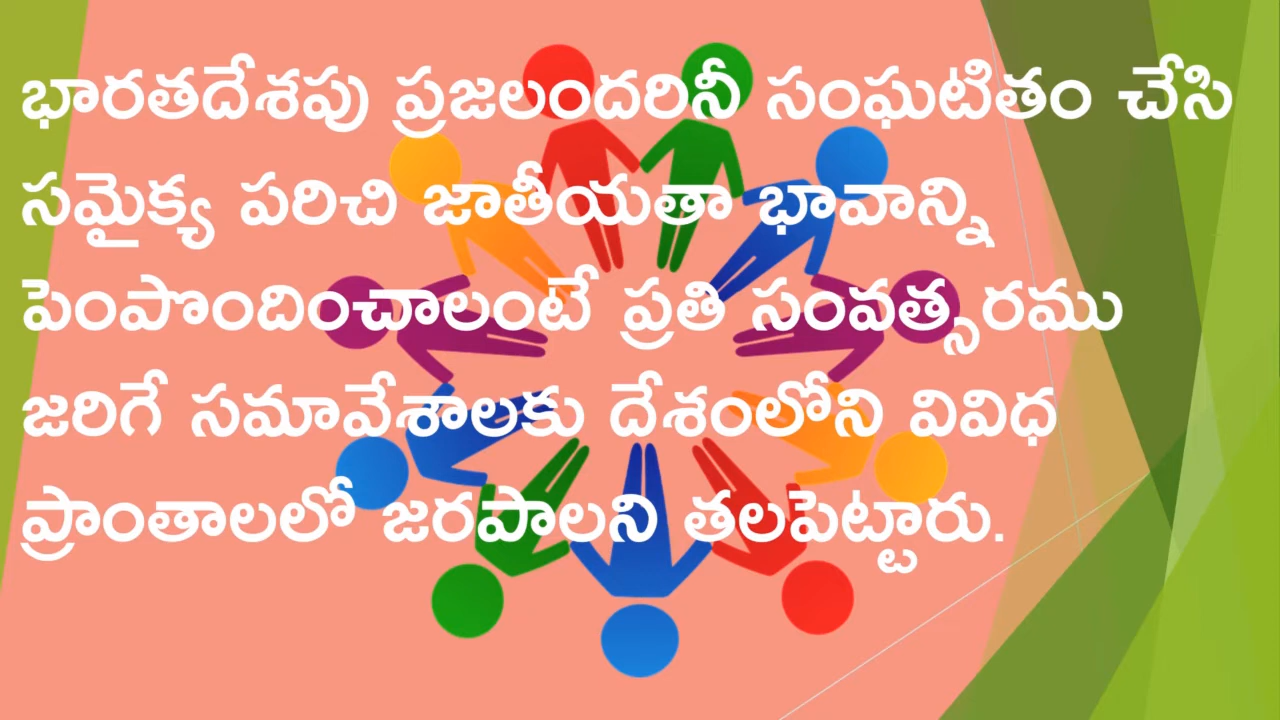 భారతదేశపు ప్రజలందరినీ సంఘటితం చేసి
సమైక్య పరిచి జాతీయతా భావాన్ని
పెంపొందించాలంటే ప్రతి సంవత్సరము
జరిగే సమావేశాలకు దేశంలోని వివిధ
ప్రాంతాలలో జరపాలని తలపెట్టారు.